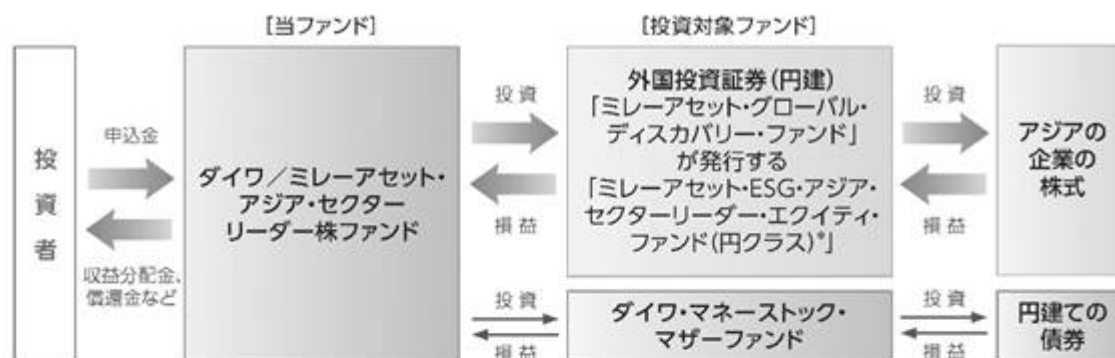 [当ファンド]
[投資対象ファンド]
投資者
申込金
収益分配金、
償還金など
ダイワ／ミレーアセット・
アジア・セクター
リーダー株ファンド
投資
損益
外国投資証券(円建)
「ミレーアセット・グローバル・
ディスカバリー・ファンド」
が発行する
「ミレーアセット・ESG・アジア・
セクターリーダー・エクイティ・
ファンド(円クラス)*」
投資
損益
アジアの
企業の
株式
投資
損益
ダイワ・マネーストック・
マザーファンド
投資
損益
円建ての
債券